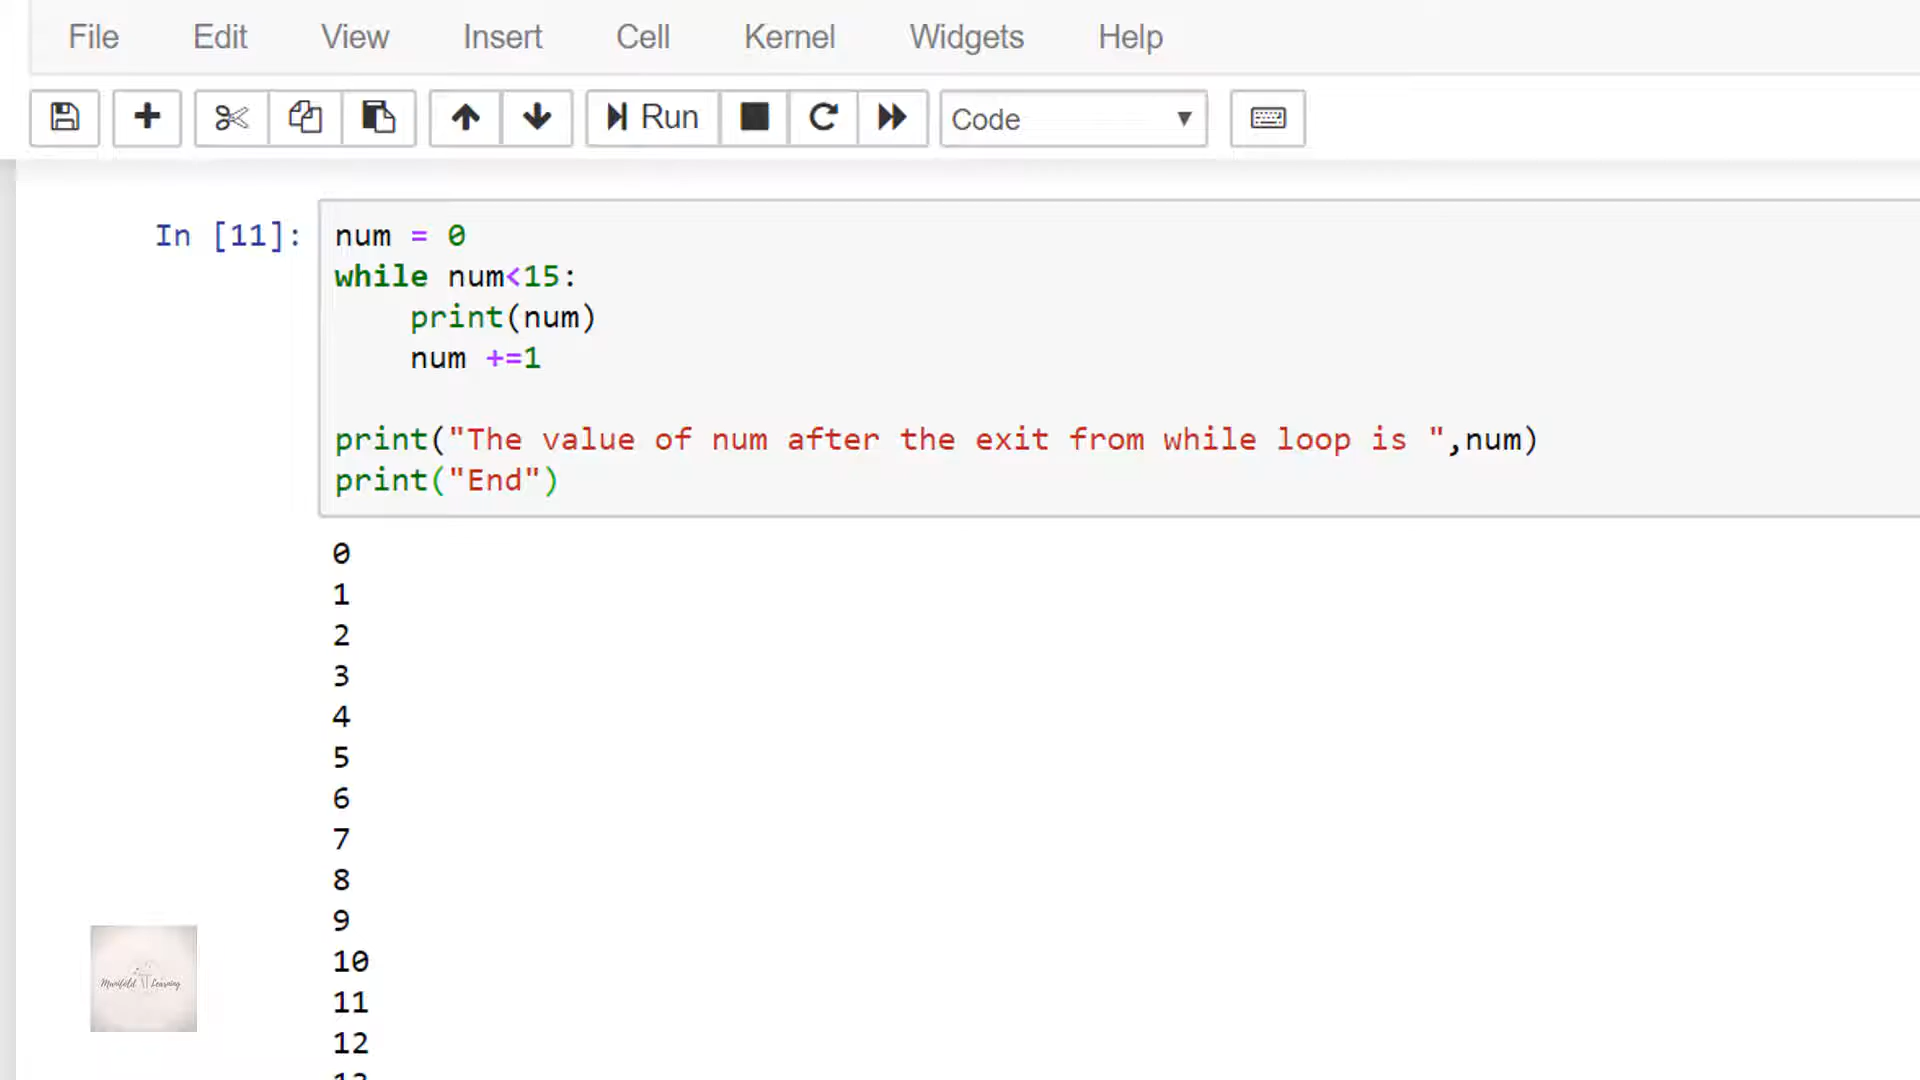 File Edit View Insert Cell Kernel Widgets Help
Run Code
In [11]:
num = 0
while num<15:
    print(num)
    num +=1
print("The value of num after the exit from while loop is ",num)
print("End")
0
1
2
3
4
5
6
7
8
9
10
11
12
Manifold Learning